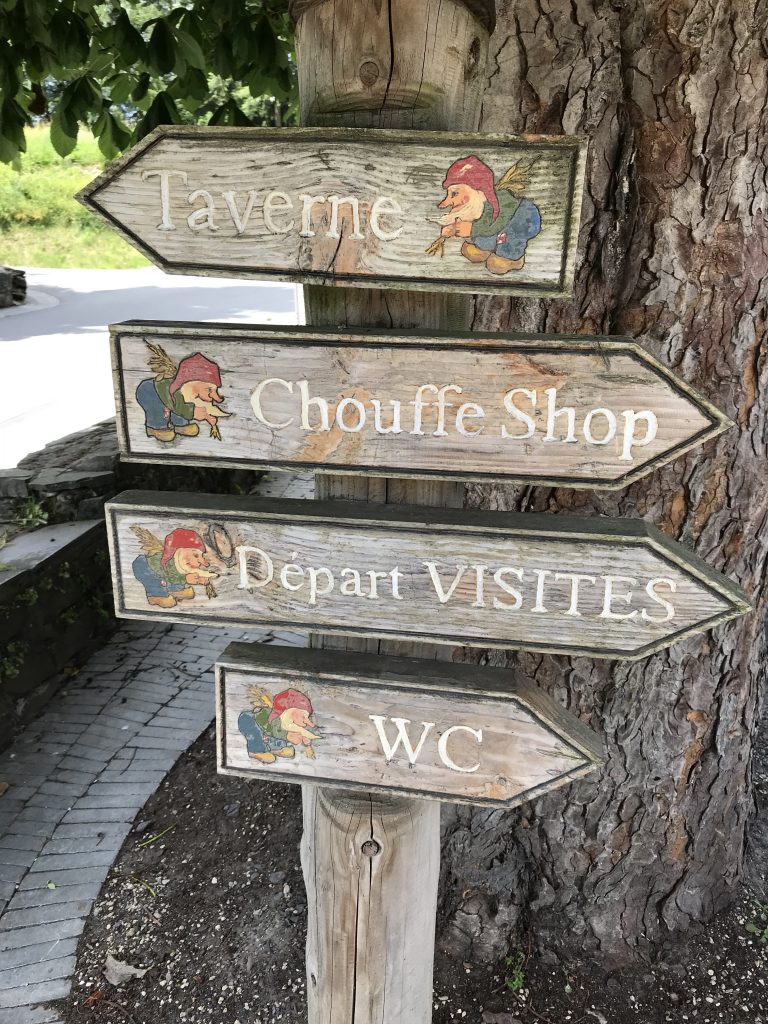 Taverne
Chouffe Shop
Départ VISITES
WC